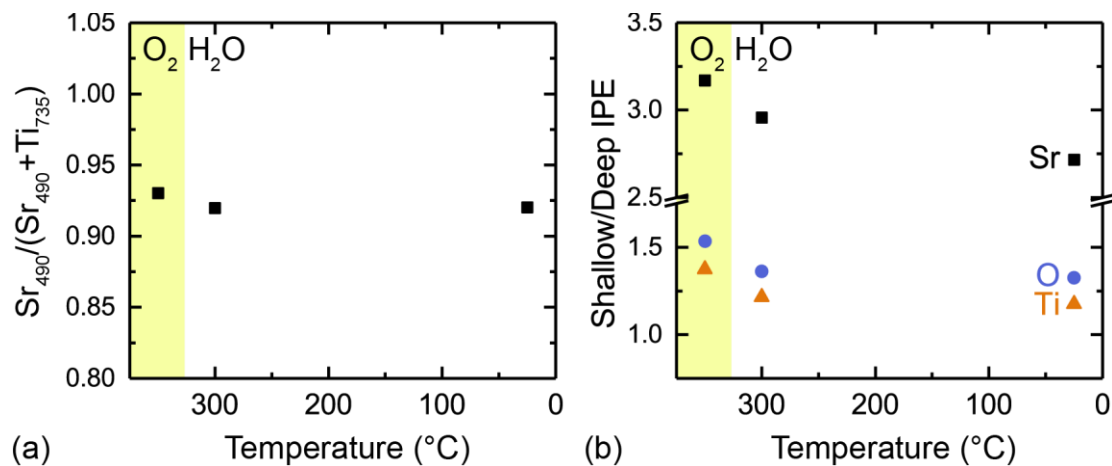 1.05
1.00
0.95
0.90
0.85
0.80
O₂ H₂O
Sr₄₉₀/(Sr₄₉₀+Ti₇₃₅)
300 200 100 0
(a) Temperature (°C)
3.5
3.0
2.5
1.5
1.0
O₂ H₂O
Shallow/Deep IPE
Sr
O
Ti
300 200 100 0
(b) Temperature (°C)